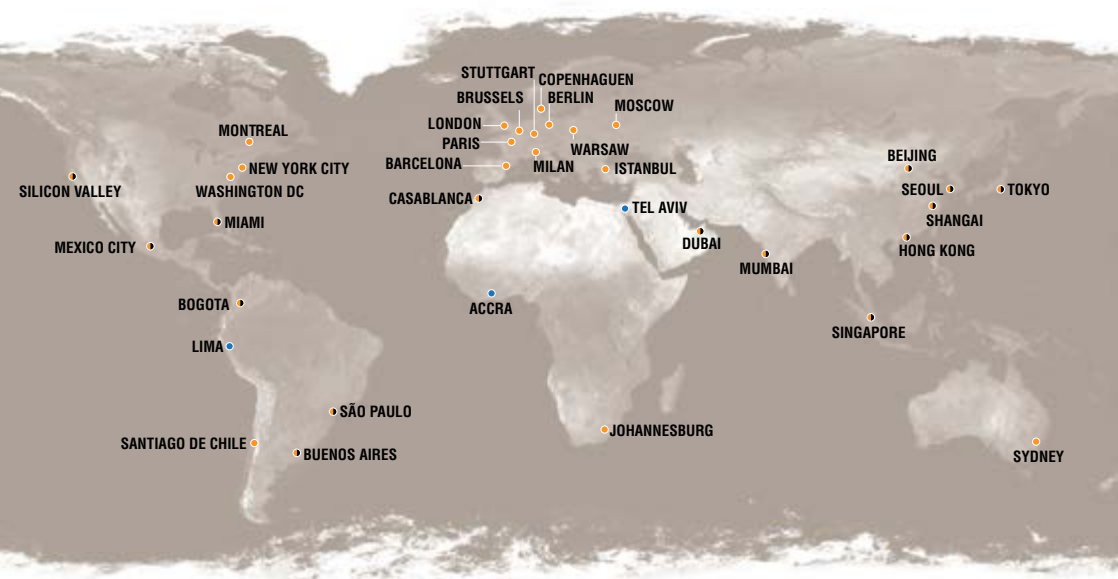 STUTTGART
COPENHAGUEN
BRUSSELS
BERLIN
MOSCOW
LONDON
MONTREAL
PARIS
WARSAW
BEIJING
BARCELONA
MILAN
ISTANBUL
NEW YORK CITY
SILICON VALLEY
WASHINGTON DC
SEOUL
TOKYO
CASABLANCA
TEL AVIV
MIAMI
SHANGAI
MEXICO CITY
DUBAI
HONG KONG
MUMBAI
BOGOTA
ACCRA
SINGAPORE
LIMA
SÃO PAULO
JOHANNESBURG
SANTIAGO DE CHILE
BUENOS AIRES
SYDNEY